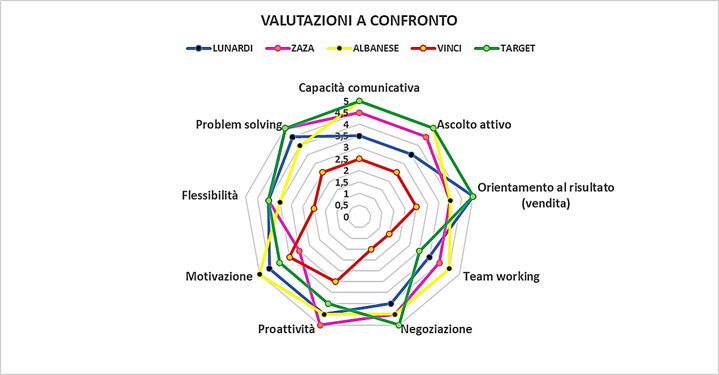 VALUTAZIONI A CONFRONTO
LUNARDI ZAZA ALBANESE VINCI TARGET
Capacità comunicativa
5
4,5
4
3,5
3
2,5
2
1,5
1
0,5
0
Problem solving
Ascolto attivo
Flessibilità
Orientamento al risultato
(vendita)
Motivazione
Team working
Proattività
Negoziazione